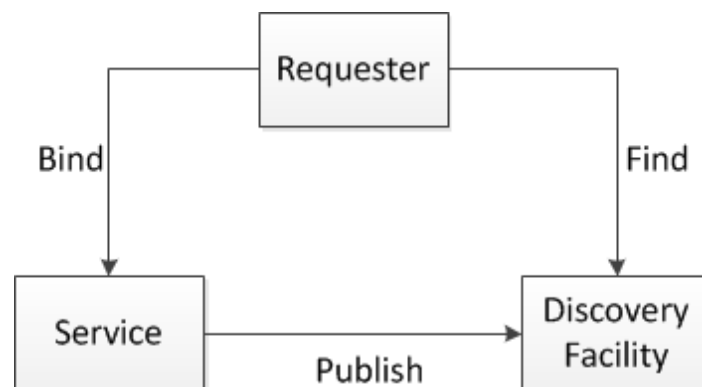 Requester
Bind
Find
Service
Publish
Discovery
Facility